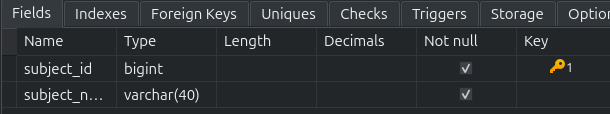 Fields Indexes Foreign Keys Uniques Checks Triggers Storage Optio
Name Type Length Decimals Not null Key
subject_id bigint 1
subject_n... varchar(40)